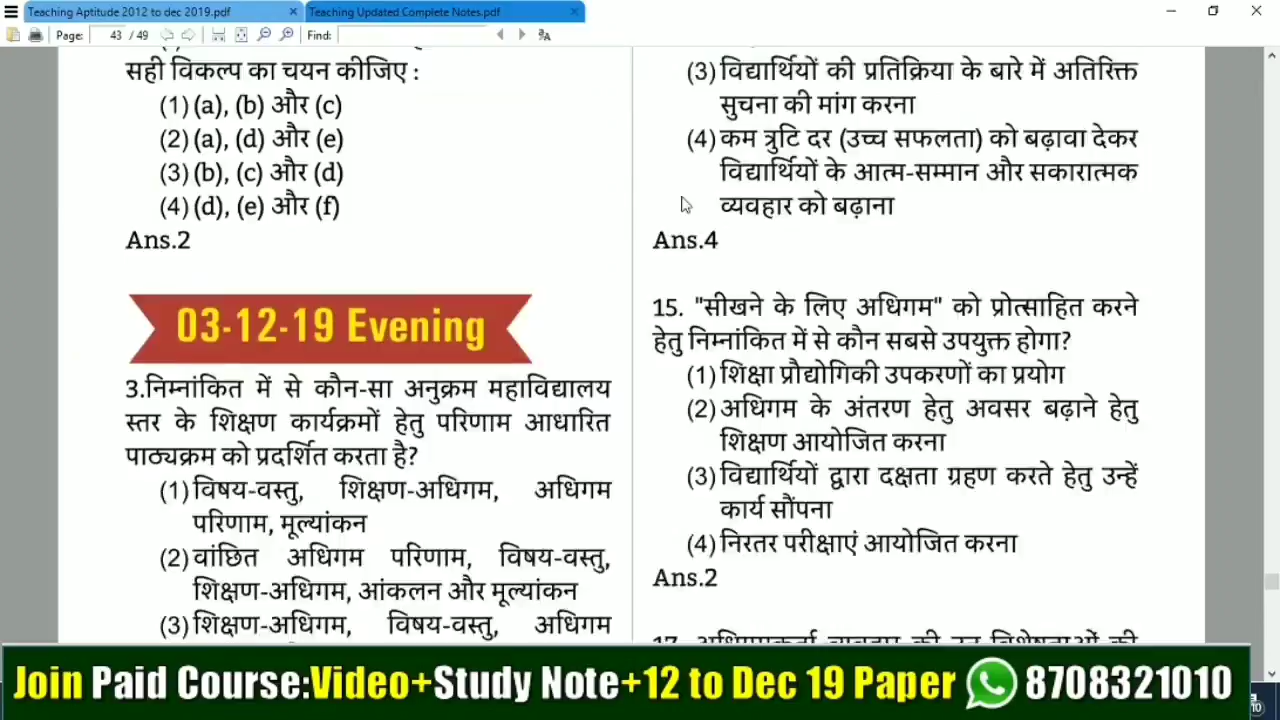 Teaching Aptitude 2012 to dec 2019.pdf
Teaching Updated Complete Notes.pdf
Page: 43 / 49 Find:
सही विकल्प का चयन कीजिए :
(1) (a), (b) और (c)
(2) (a), (d) और (e)
(3) (b), (c) और (d)
(4) (d), (e) और (f)
Ans.2
03-12-19 Evening
3.निम्नांकित में से कौन-सा अनुक्रम महाविद्यालय
स्तर के शिक्षण कार्यक्रमों हेतु परिणाम आधारित
पाठ्यक्रम को प्रदर्शित करता है?
(1) विषय-वस्तु, शिक्षण-अधिगम, अधिगम
परिणाम, मूल्यांकन
(2) वांछित अधिगम परिणाम, विषय-वस्तु,
शिक्षण-अधिगम, आंकलन और मूल्यांकन
(3) शिक्षण-अधिगम, विषय-वस्तु, अधिगम
(3) विद्यार्थियों की प्रतिक्रिया के बारे में अतिरिक्त
सुचना की मांग करना
(4) कम त्रुटि दर (उच्च सफलता) को बढ़ावा देकर
विद्यार्थियों के आत्म-सम्मान और सकारात्मक
व्यवहार को बढ़ाना
Ans.4
15. "सीखने के लिए अधिगम" को प्रोत्साहित करने
हेतु निम्नांकित में से कौन सबसे उपयुक्त होगा?
(1) शिक्षा प्रौद्योगिकी उपकरणों का प्रयोग
(2) अधिगम के अंतरण हेतु अवसर बढ़ाने हेतु
शिक्षण आयोजित करना
(3) विद्यार्थियों द्वारा दक्षता ग्रहण करते हेतु उन्हें
कार्य सौंपना
(4) निरतर परीक्षाएं आयोजित करना
Ans.2
Join Paid Course:Video+Study Note+12 to Dec 19 Paper 8708321010